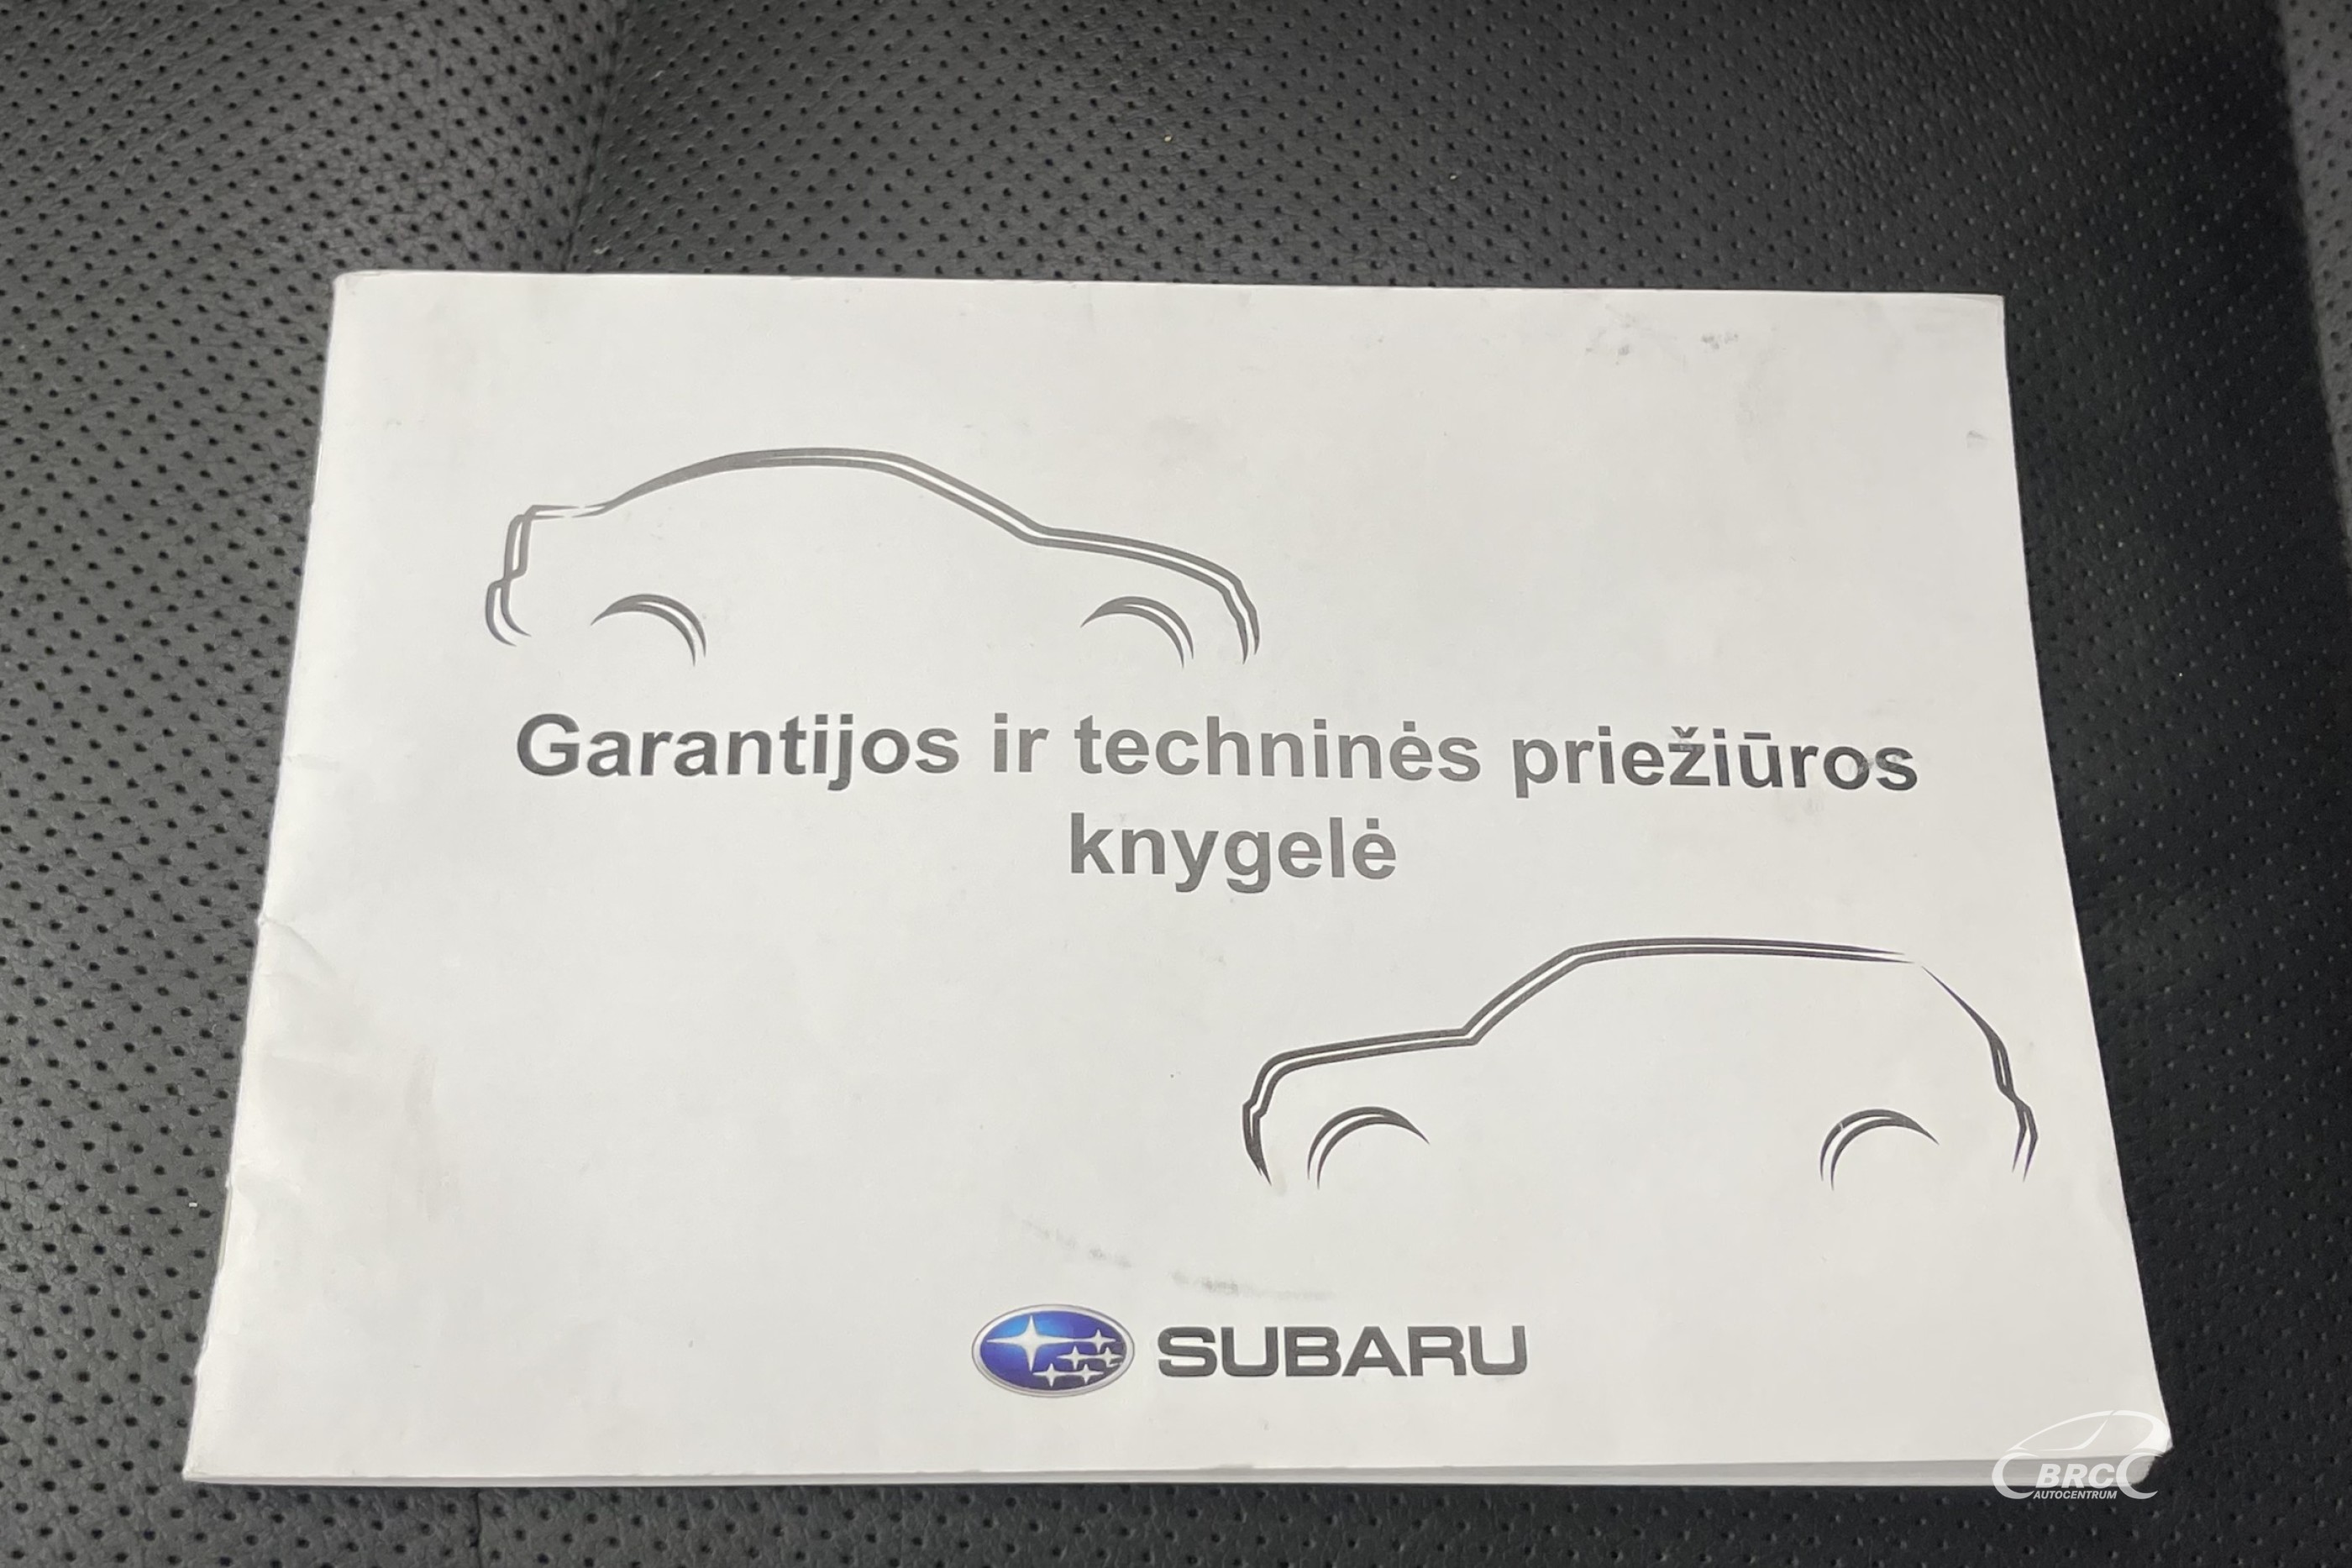 Garantijos ir techninės priežiūros
knygelė
SUBARU
BRC
AUTOCENTRUM